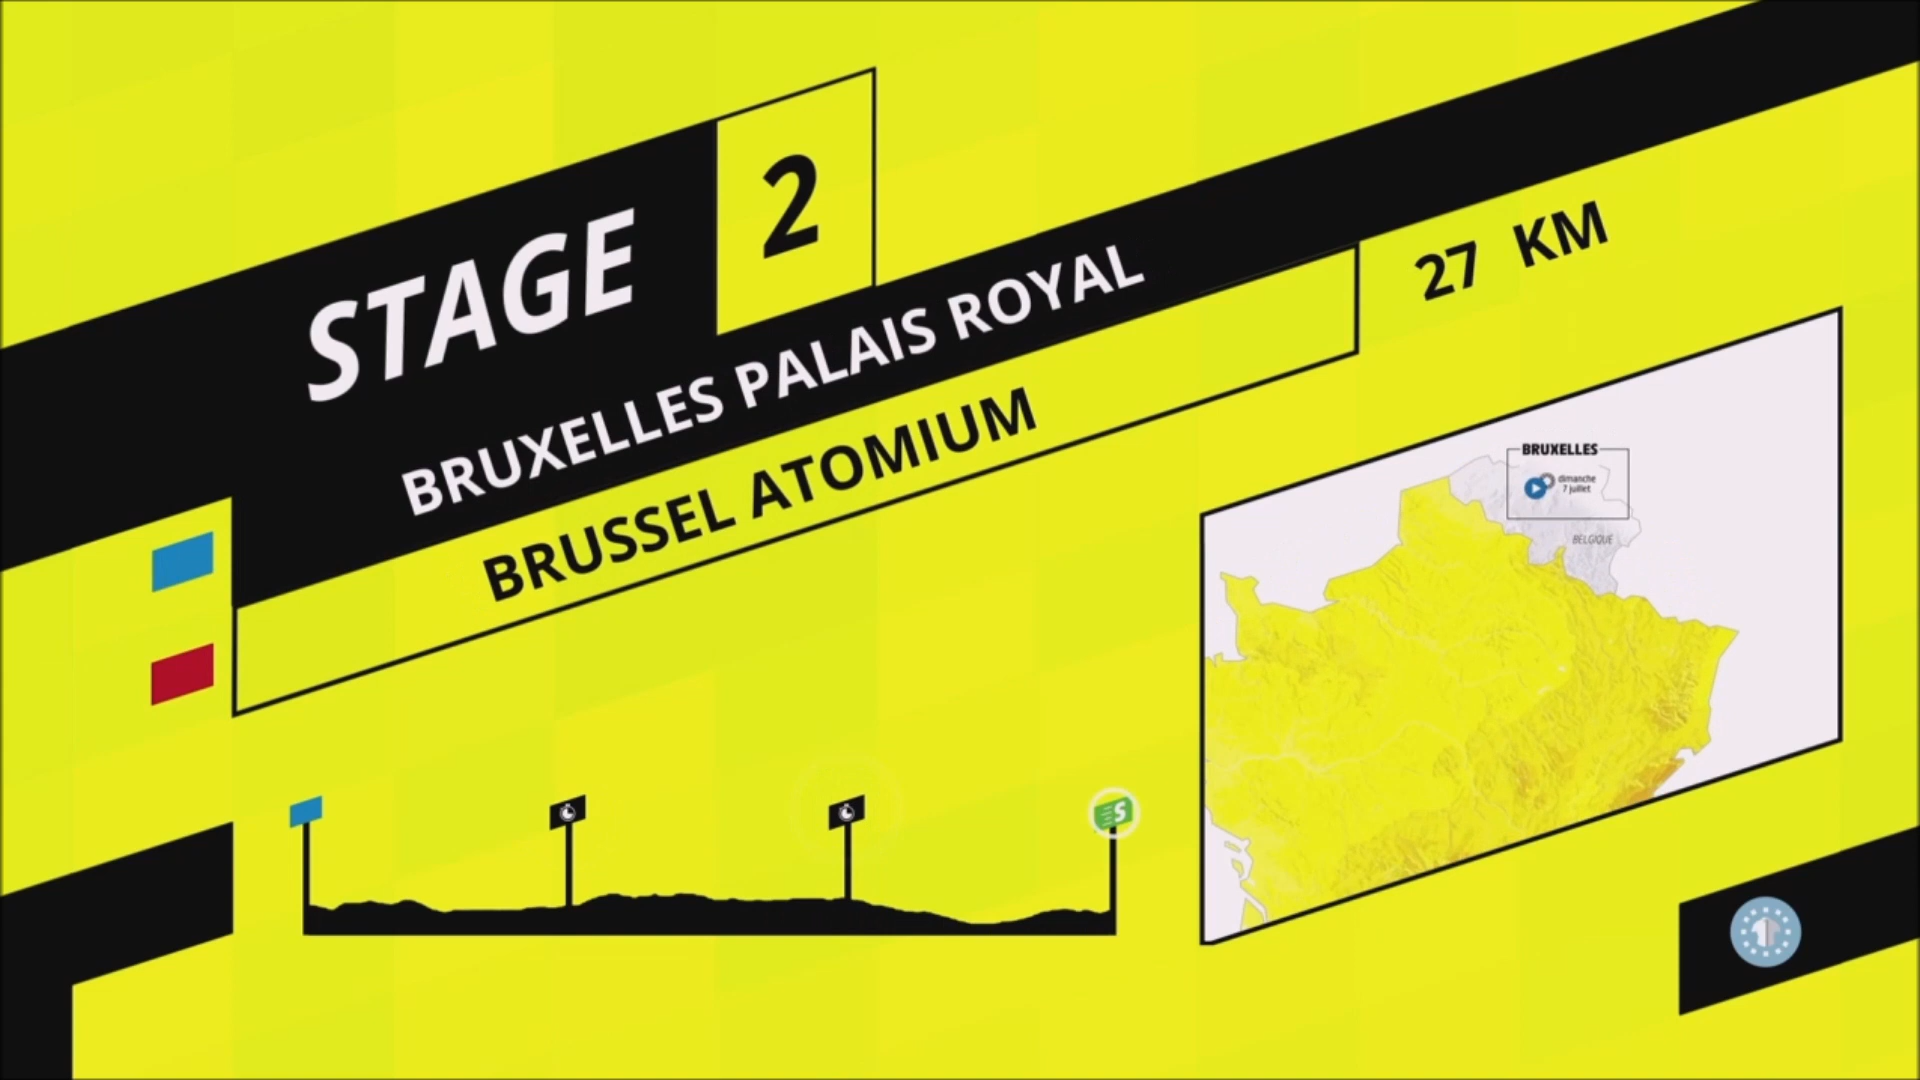 STAGE 2
BRUXELLES PALAIS ROYAL
27 KM
BRUSSEL ATOMIUM
BRUXELLES
dimanche
7 juillet
BELGIQUE
S